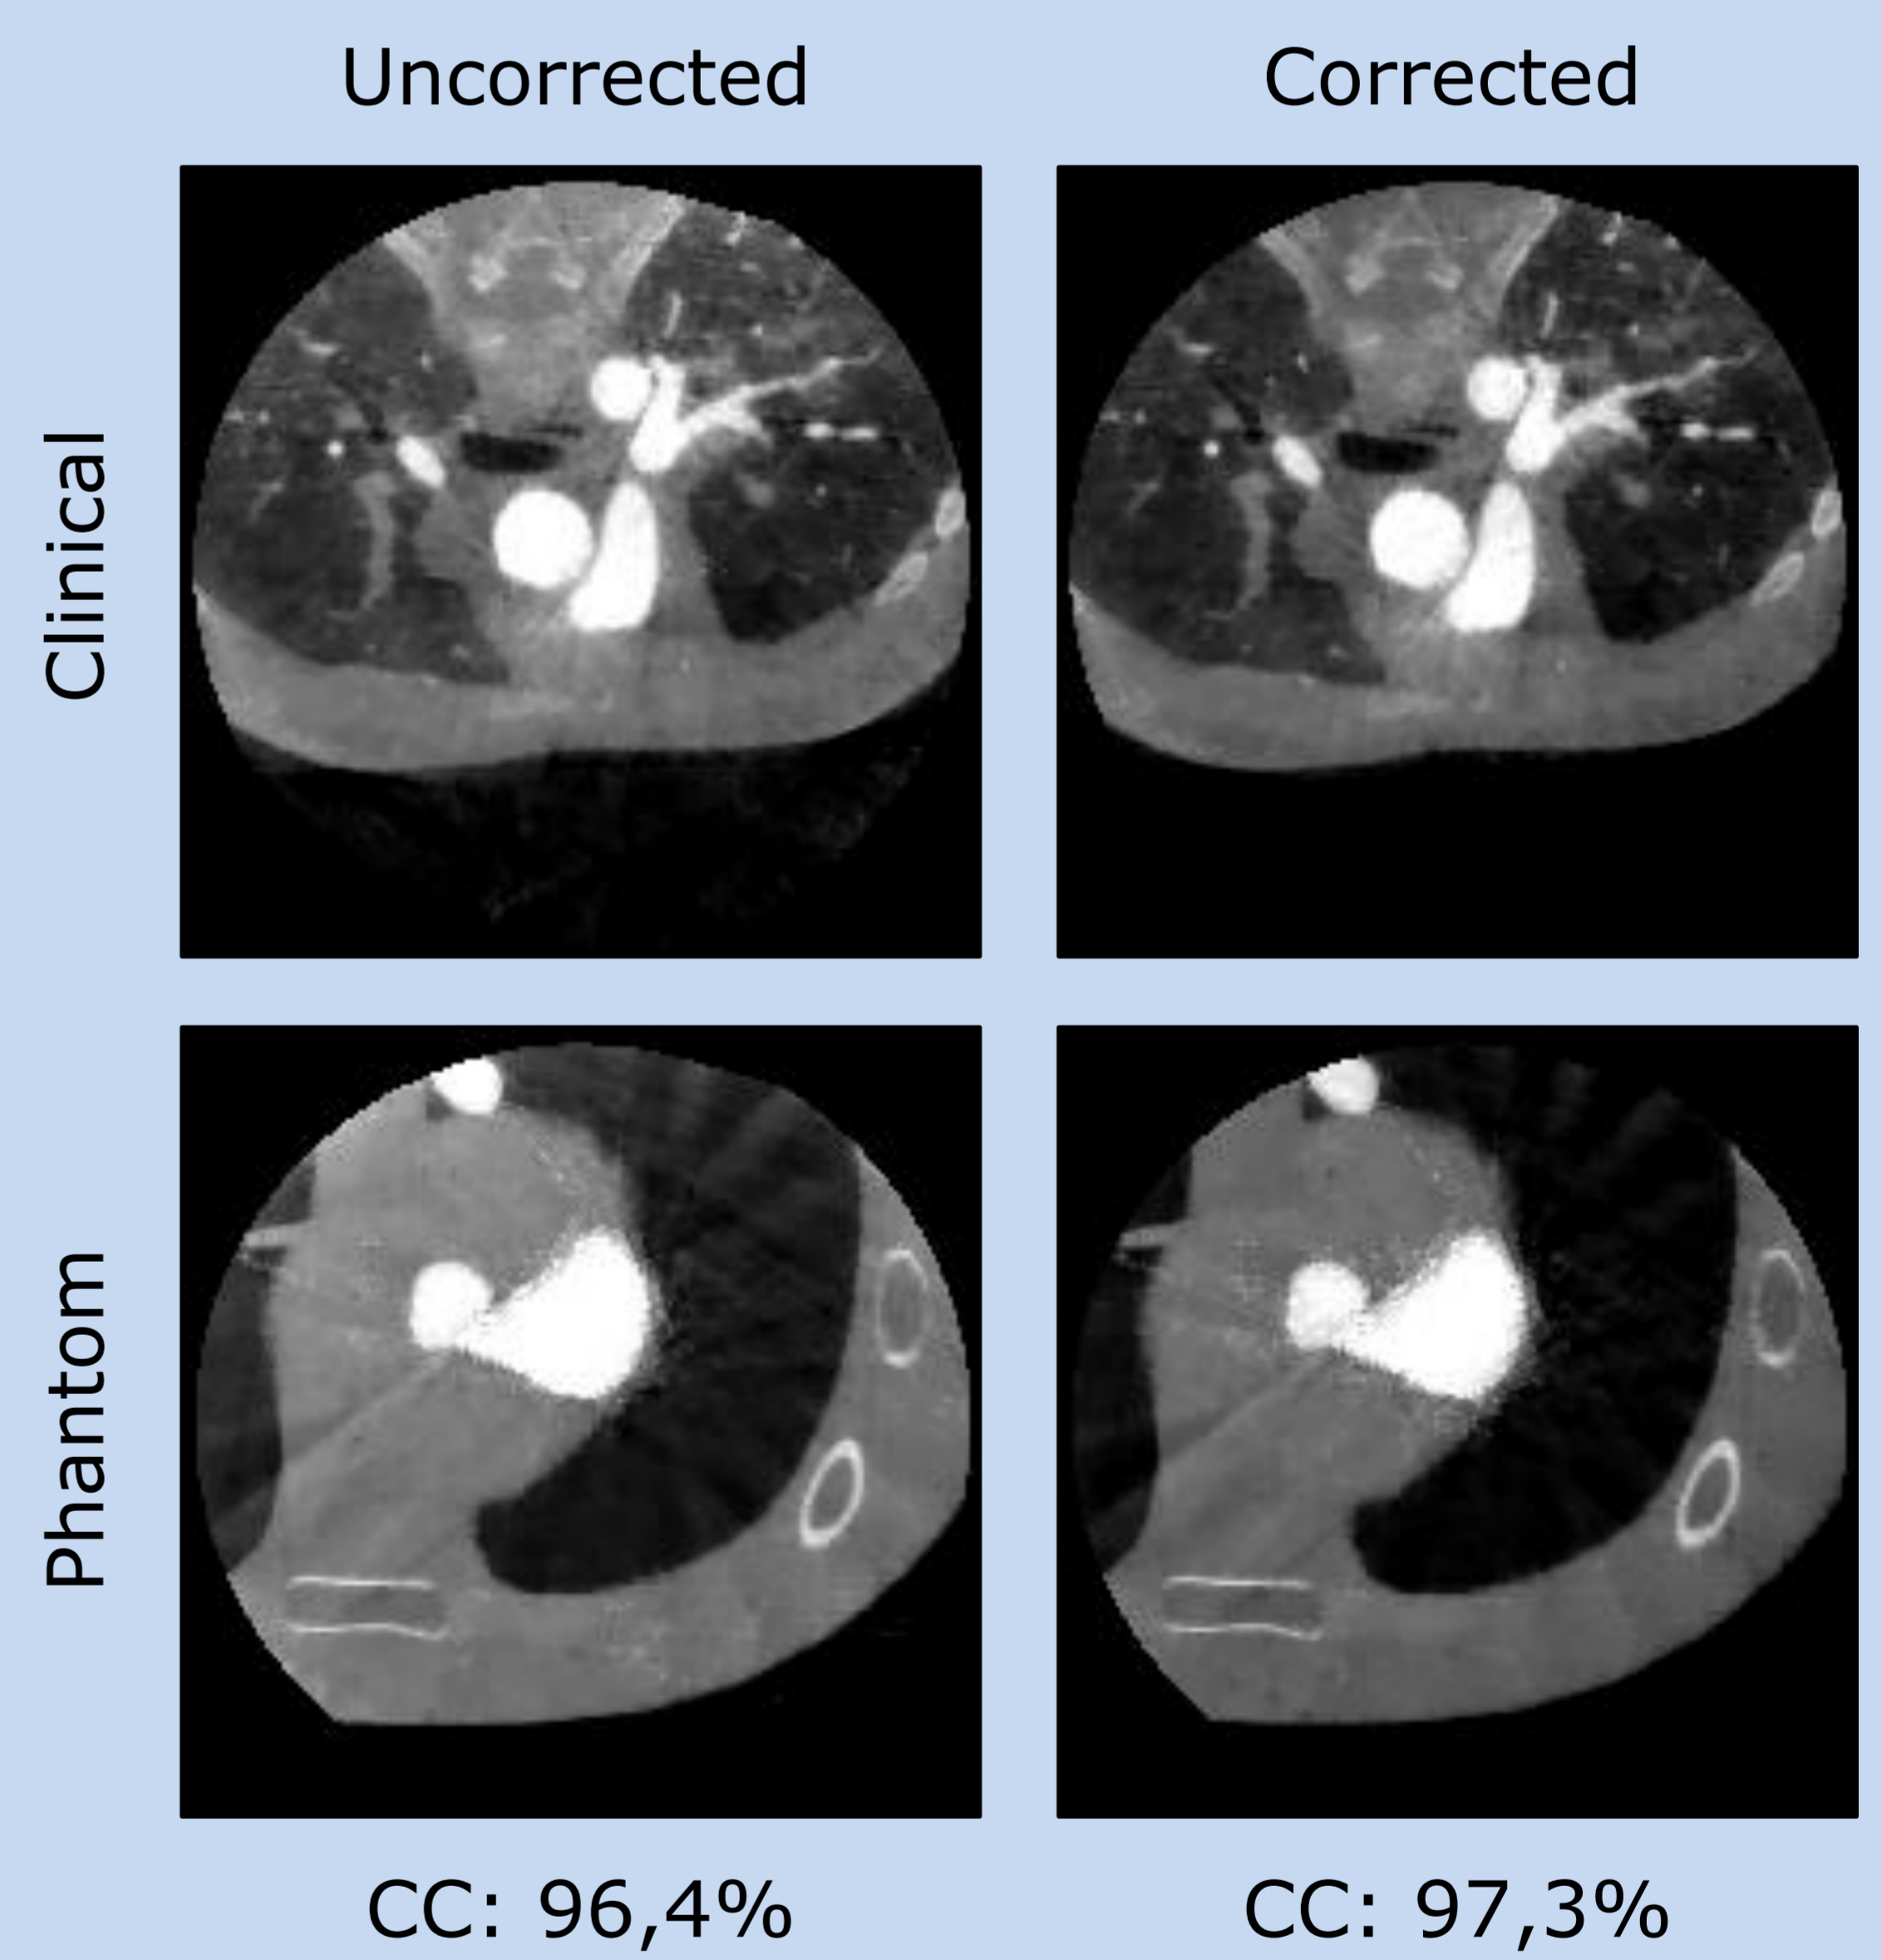 Uncorrected
Corrected
Clinical
Phantom
CC: 96,4%
CC: 97,3%